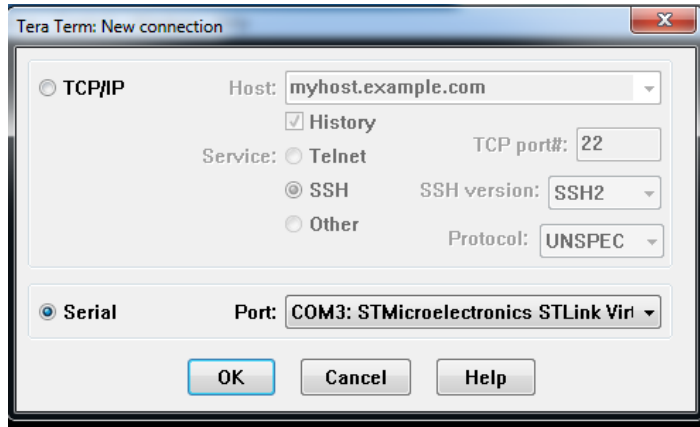 Tera Term: New connection
TCP/IP
Host: myhost.example.com
History
Service: Telnet
TCP port#: 22
SSH
SSH version: SSH2
Other
Protocol: UNSPEC
Serial
Port: COM3: STMicroelectronics STLink Virt
OK
Cancel
Help